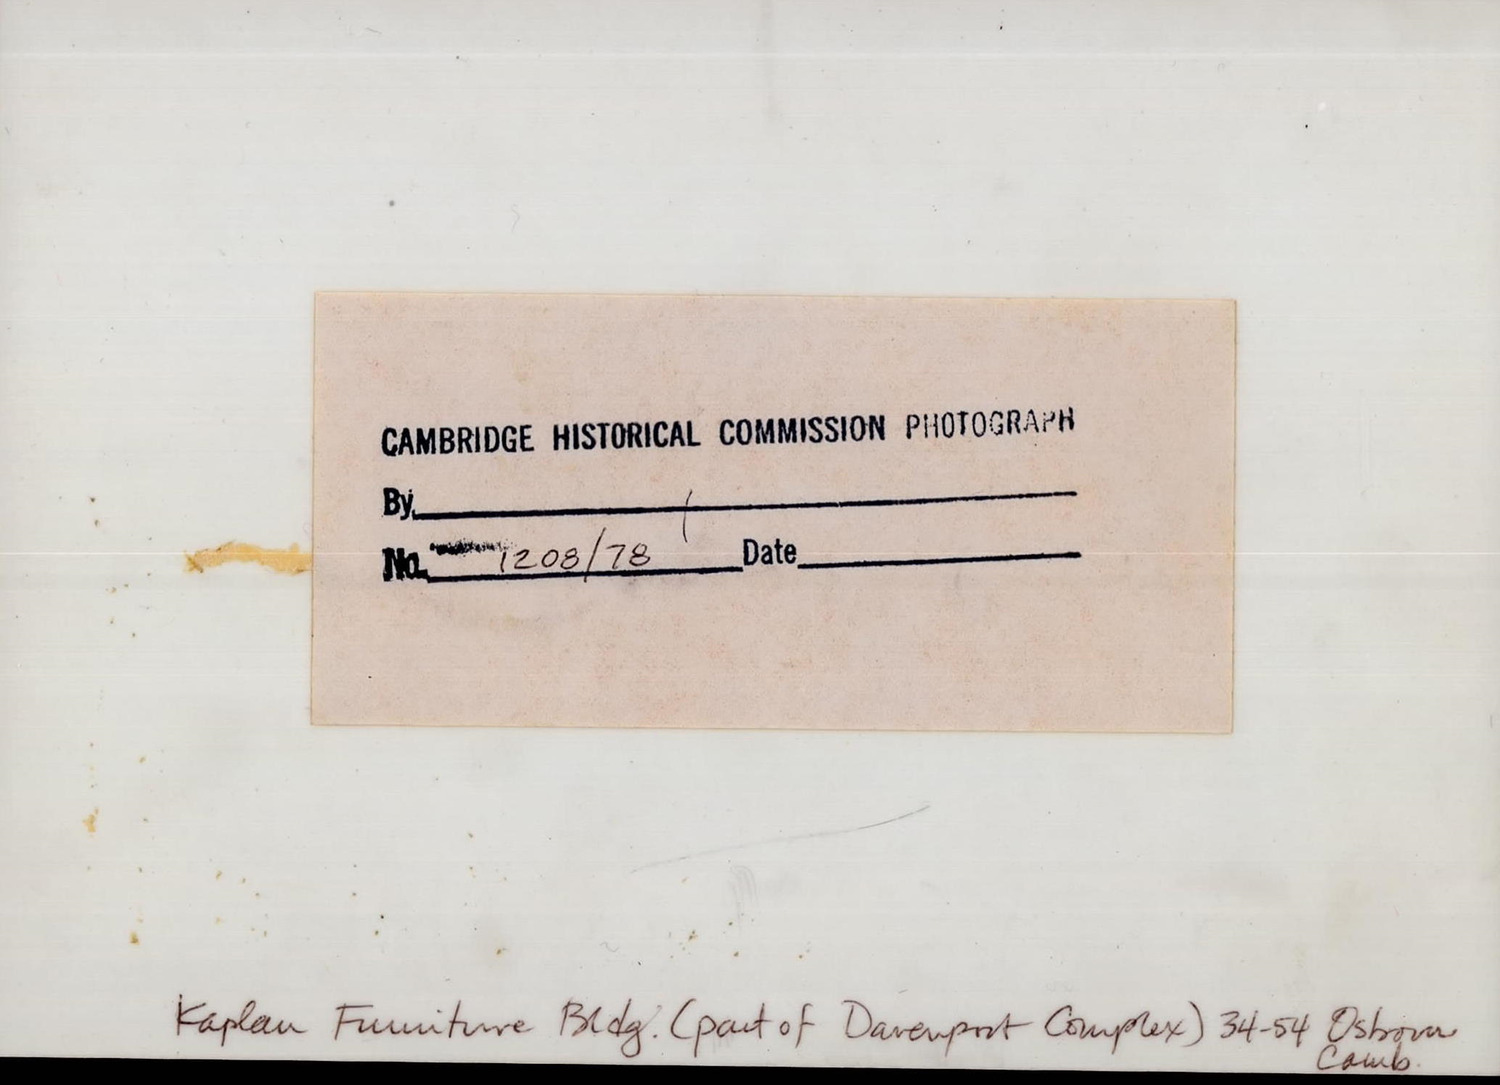 CAMBRIDGE HISTORICAL COMMISSION PHOTOGRAPH
By
No. 1208/78 Date
Kaplan Furniture Bldg. (part of Davenport Complex) 34-54 Osborn
Camb.